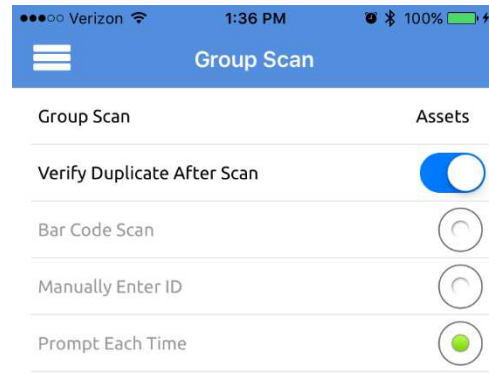 Verizon 1:36 PM 100%
Group Scan
Group Scan Assets
Verify Duplicate After Scan
Bar Code Scan
Manually Enter ID
Prompt Each Time